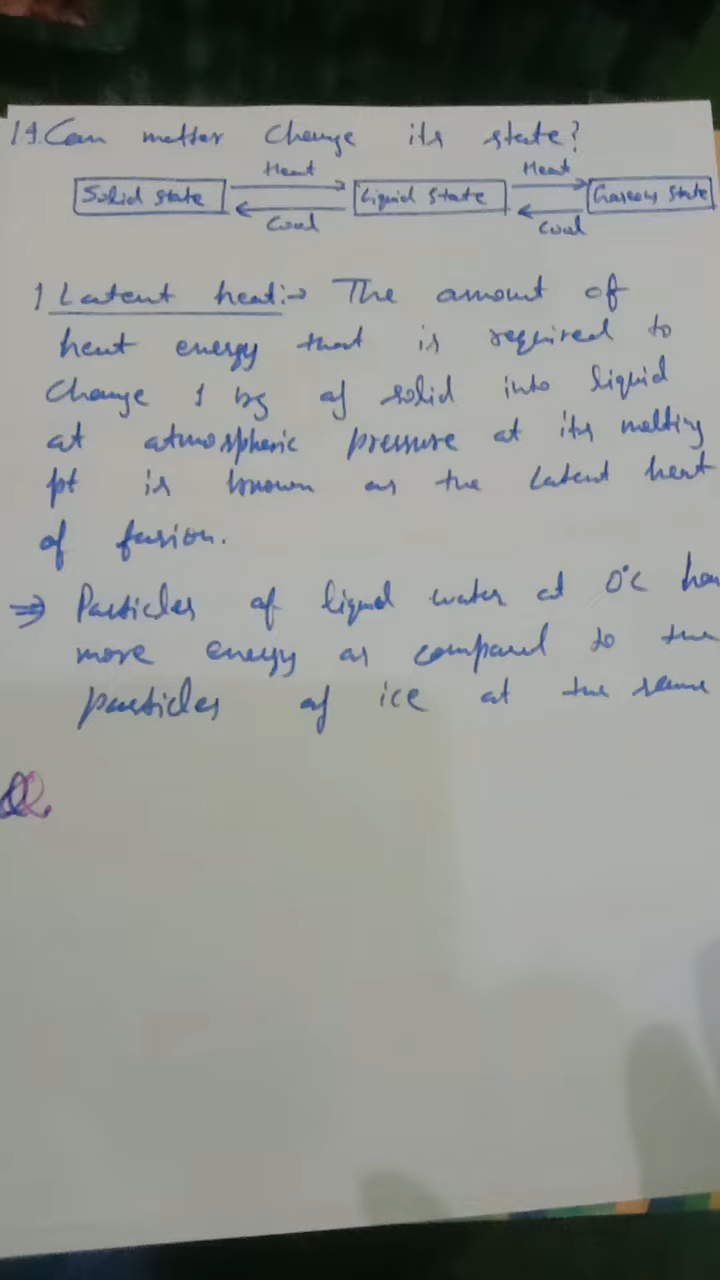 1.4. Can matter change its state?
Heat Heat
Solid state Liquid State Gaseous State
Cool Cool
1 Latent heat:→ The amount of
heat energy that is required to
change 1 kg of solid into liquid
at atmospheric pressure at its melting
pt is known as the latent heat
of fusion.
⇒ Particles of liquid water at 0°C have
more energy as compared to the
particles of ice at the same